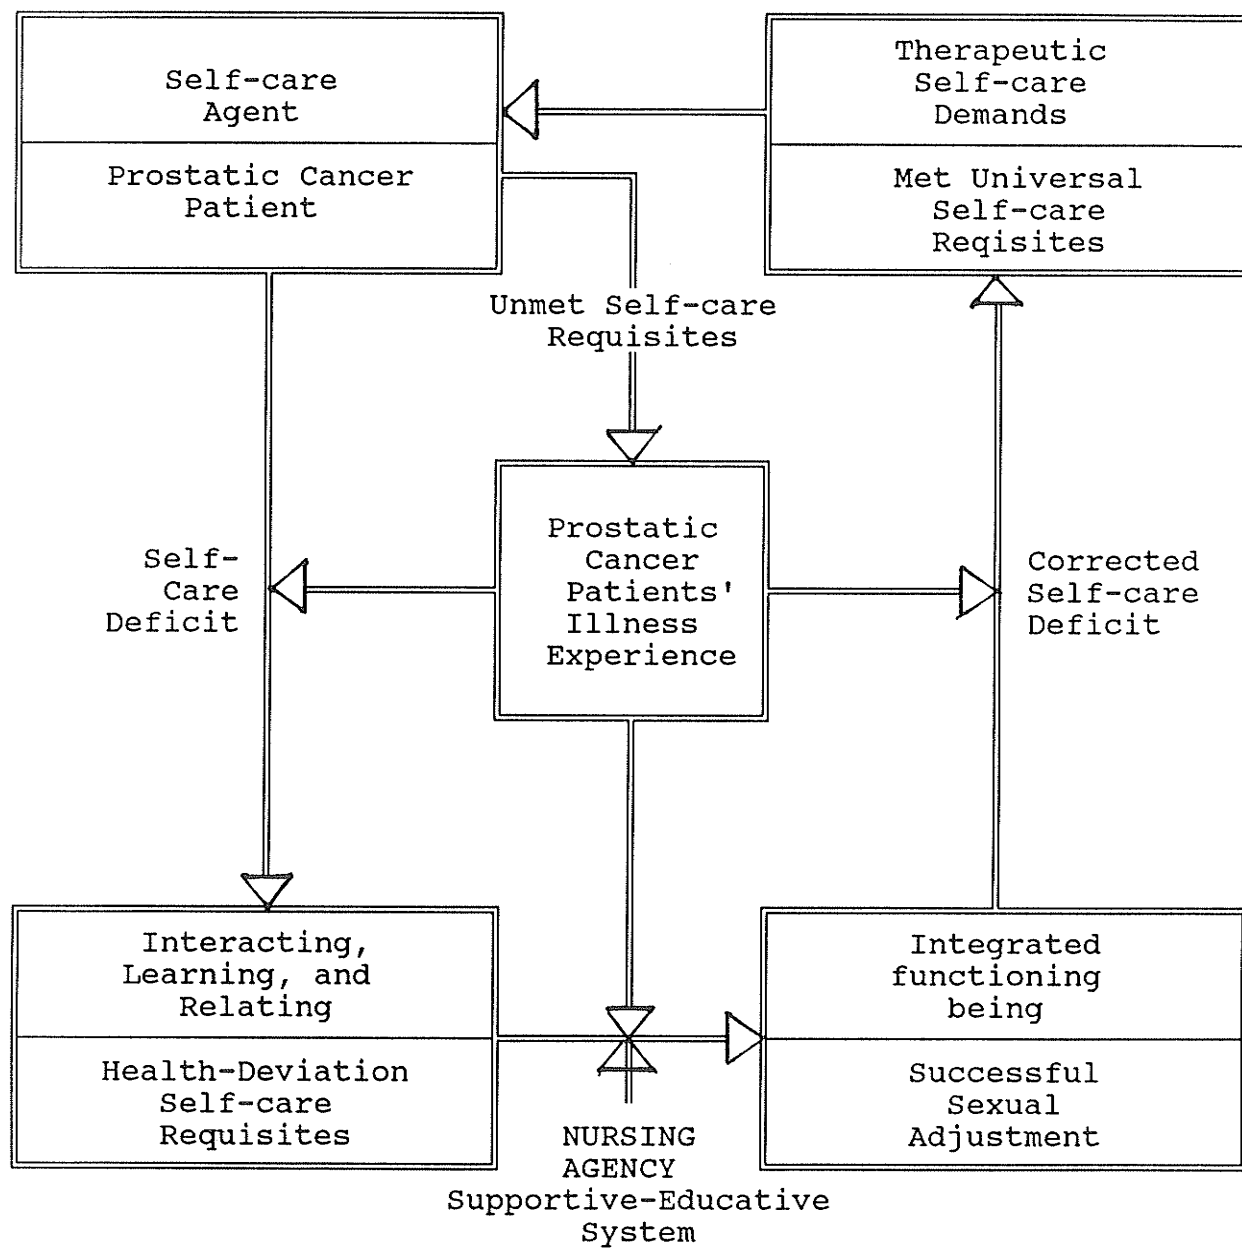 Self-care
Agent
Prostatic Cancer
Patient
Therapeutic
Self-care
Demands
Met Universal
Self-care
Reqisites
Unmet Self-care
Requisites
Prostatic
Cancer
Patients'
Illness
Experience
Self-
Care
Deficit
Corrected
Self-care
Deficit
Interacting,
Learning, and
Relating
Health-Deviation
Self-care
Requisites
NURSING
AGENCY
Supportive-Educative
System
Integrated
functioning
being
Successful
Sexual
Adjustment